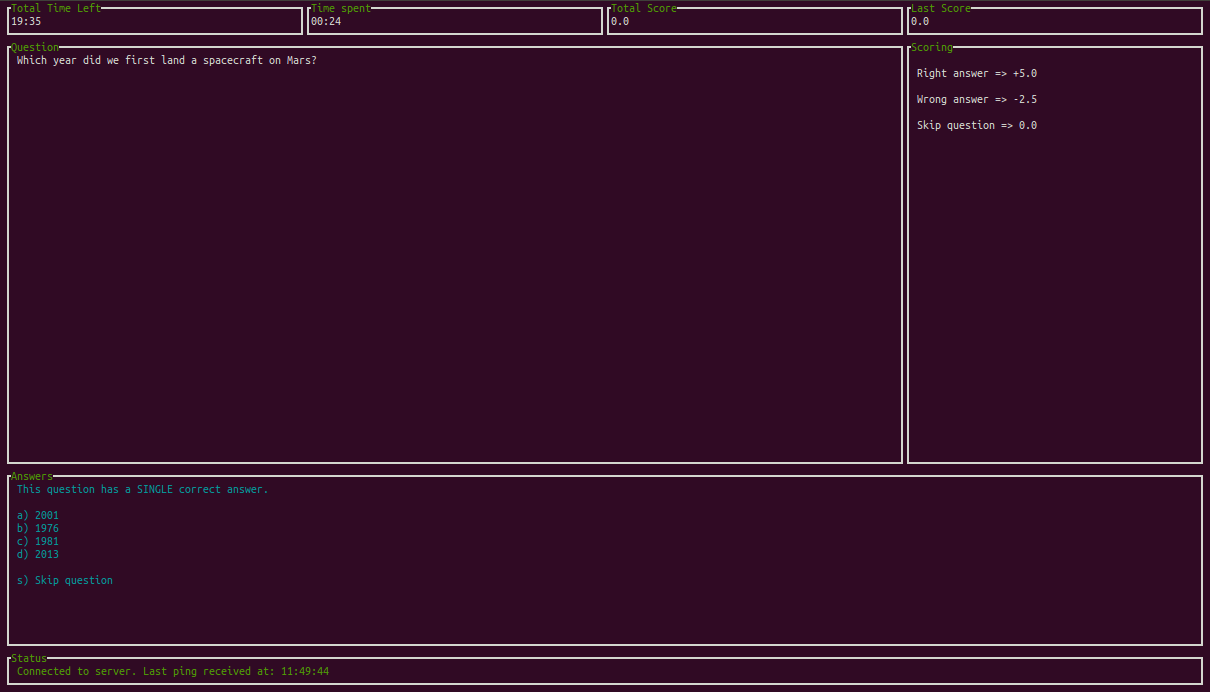 Total Time Left
19:35
Time spent
00:24
Total Score
0.0
Last Score
0.0
Question
Which year did we first land a spacecraft on Mars?
Scoring
Right answer => +5.0
Wrong answer => -2.5
Skip question => 0.0
Answers
This question has a SINGLE correct answer.
a) 2001
b) 1976
c) 1981
d) 2013
s) Skip question
Status
Connected to server. Last ping received at: 11:49:44